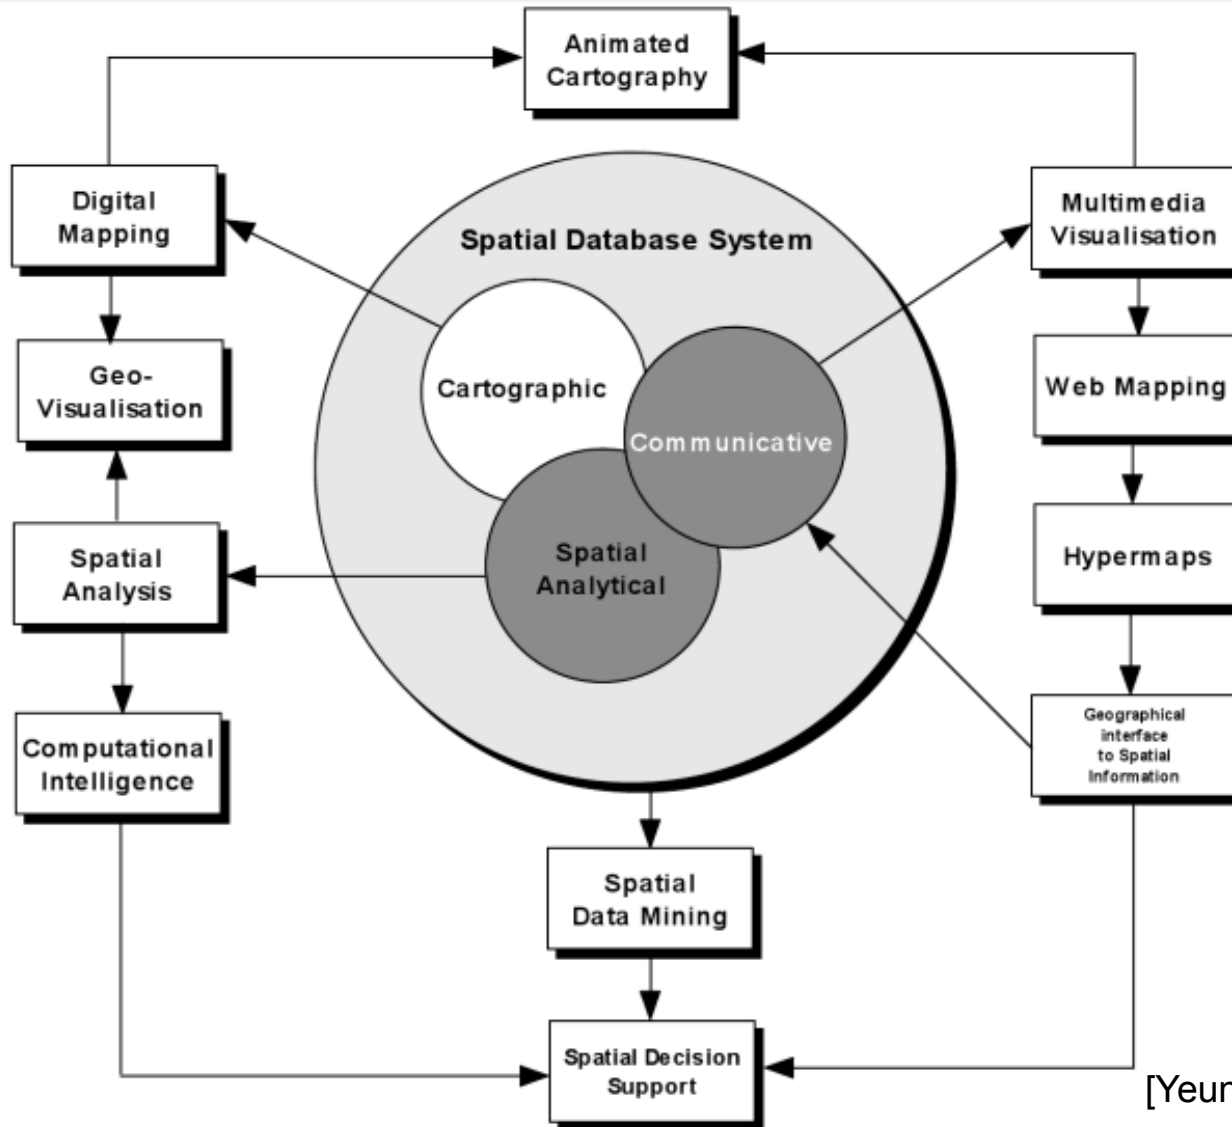 Animated
Cartography
Digital
Mapping
Multimedia
Visualisation
Spatial Database System
Geo-
Visualisation
Cartographic
Web Mapping
Communicative
Spatial
Analysis
Spatial
Analytical
Hypermaps
Computational
Intelligence
Geographical
interface
to Spatial
Information
Spatial
Data Mining
Spatial Decision
Support
[Yeun